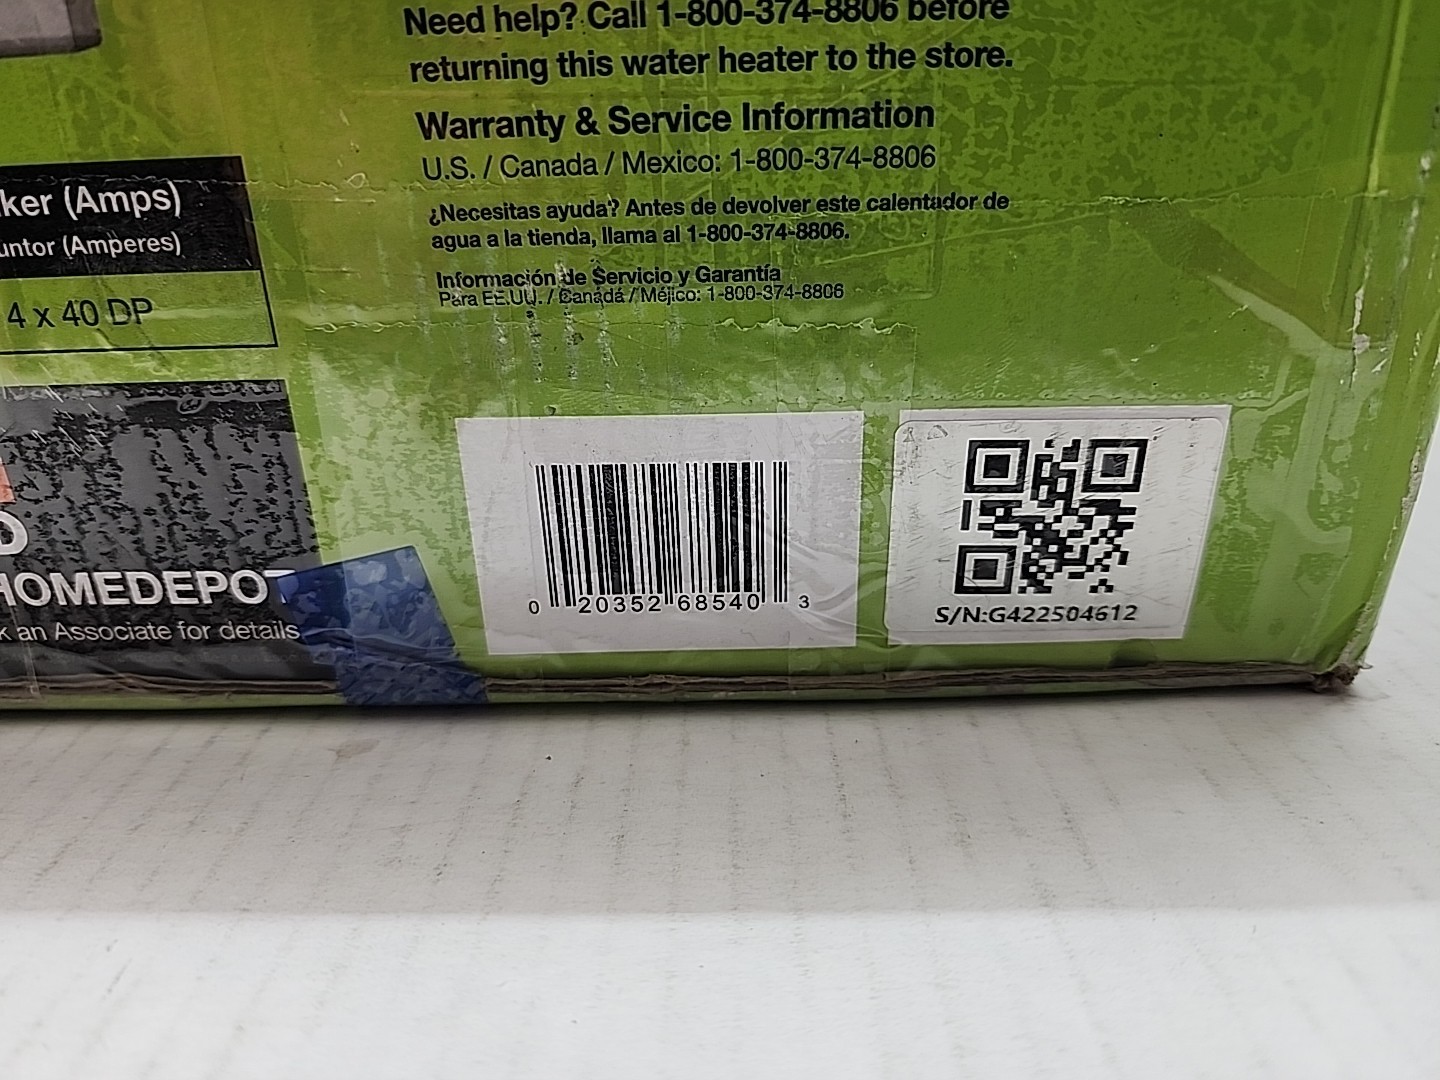 Need help? Call 1-800-374-8806 before
returning this water heater to the store.
Warranty & Service Information
U.S. / Canada / Mexico: 1-800-374-8806
¿Necesitas ayuda? Antes de devolver este calentador de
agua a la tienda, llama al 1-800-374-8806.
Información de Servicio y Garantía
Para EE.UU. / Canadá / Méjico: 1-800-374-8806
ker (Amps)
untor (Amperes)
4 x 40 DP
D
HOMEDEPOT
k an Associate for details
0 20352 68540 3
S/N:G422504612